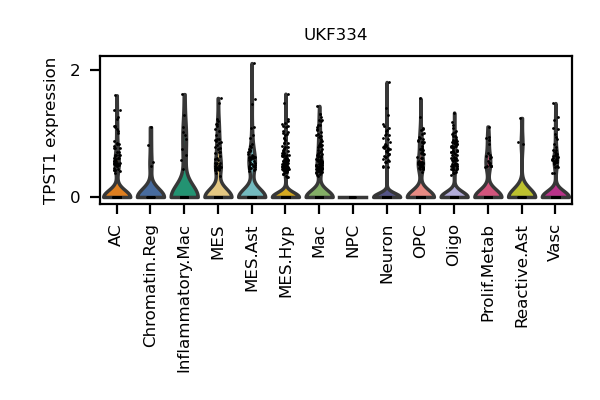 UKF334
TPST1 expression
2
0
AC
Chromatin.Reg
Inflammatory.Mac
MES
MES.Ast
MES.Hyp
Mac
NPC
Neuron
OPC
Oligo
Prolif.Metab
Reactive.Ast
Vasc